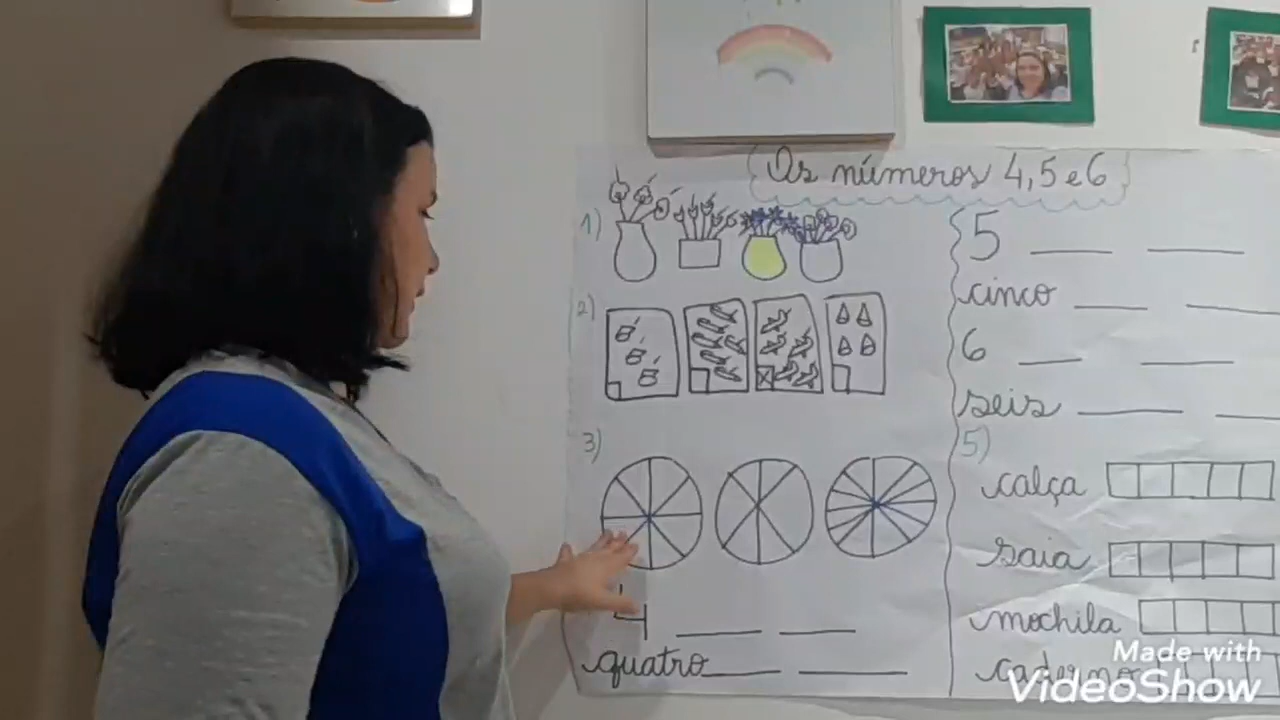 Os números 4, 5 e 6
1)
2)
3)
4
quatro
5
cinco
6
seis
5)
calça
saia
mochila
caderno
Made with
VideoShow